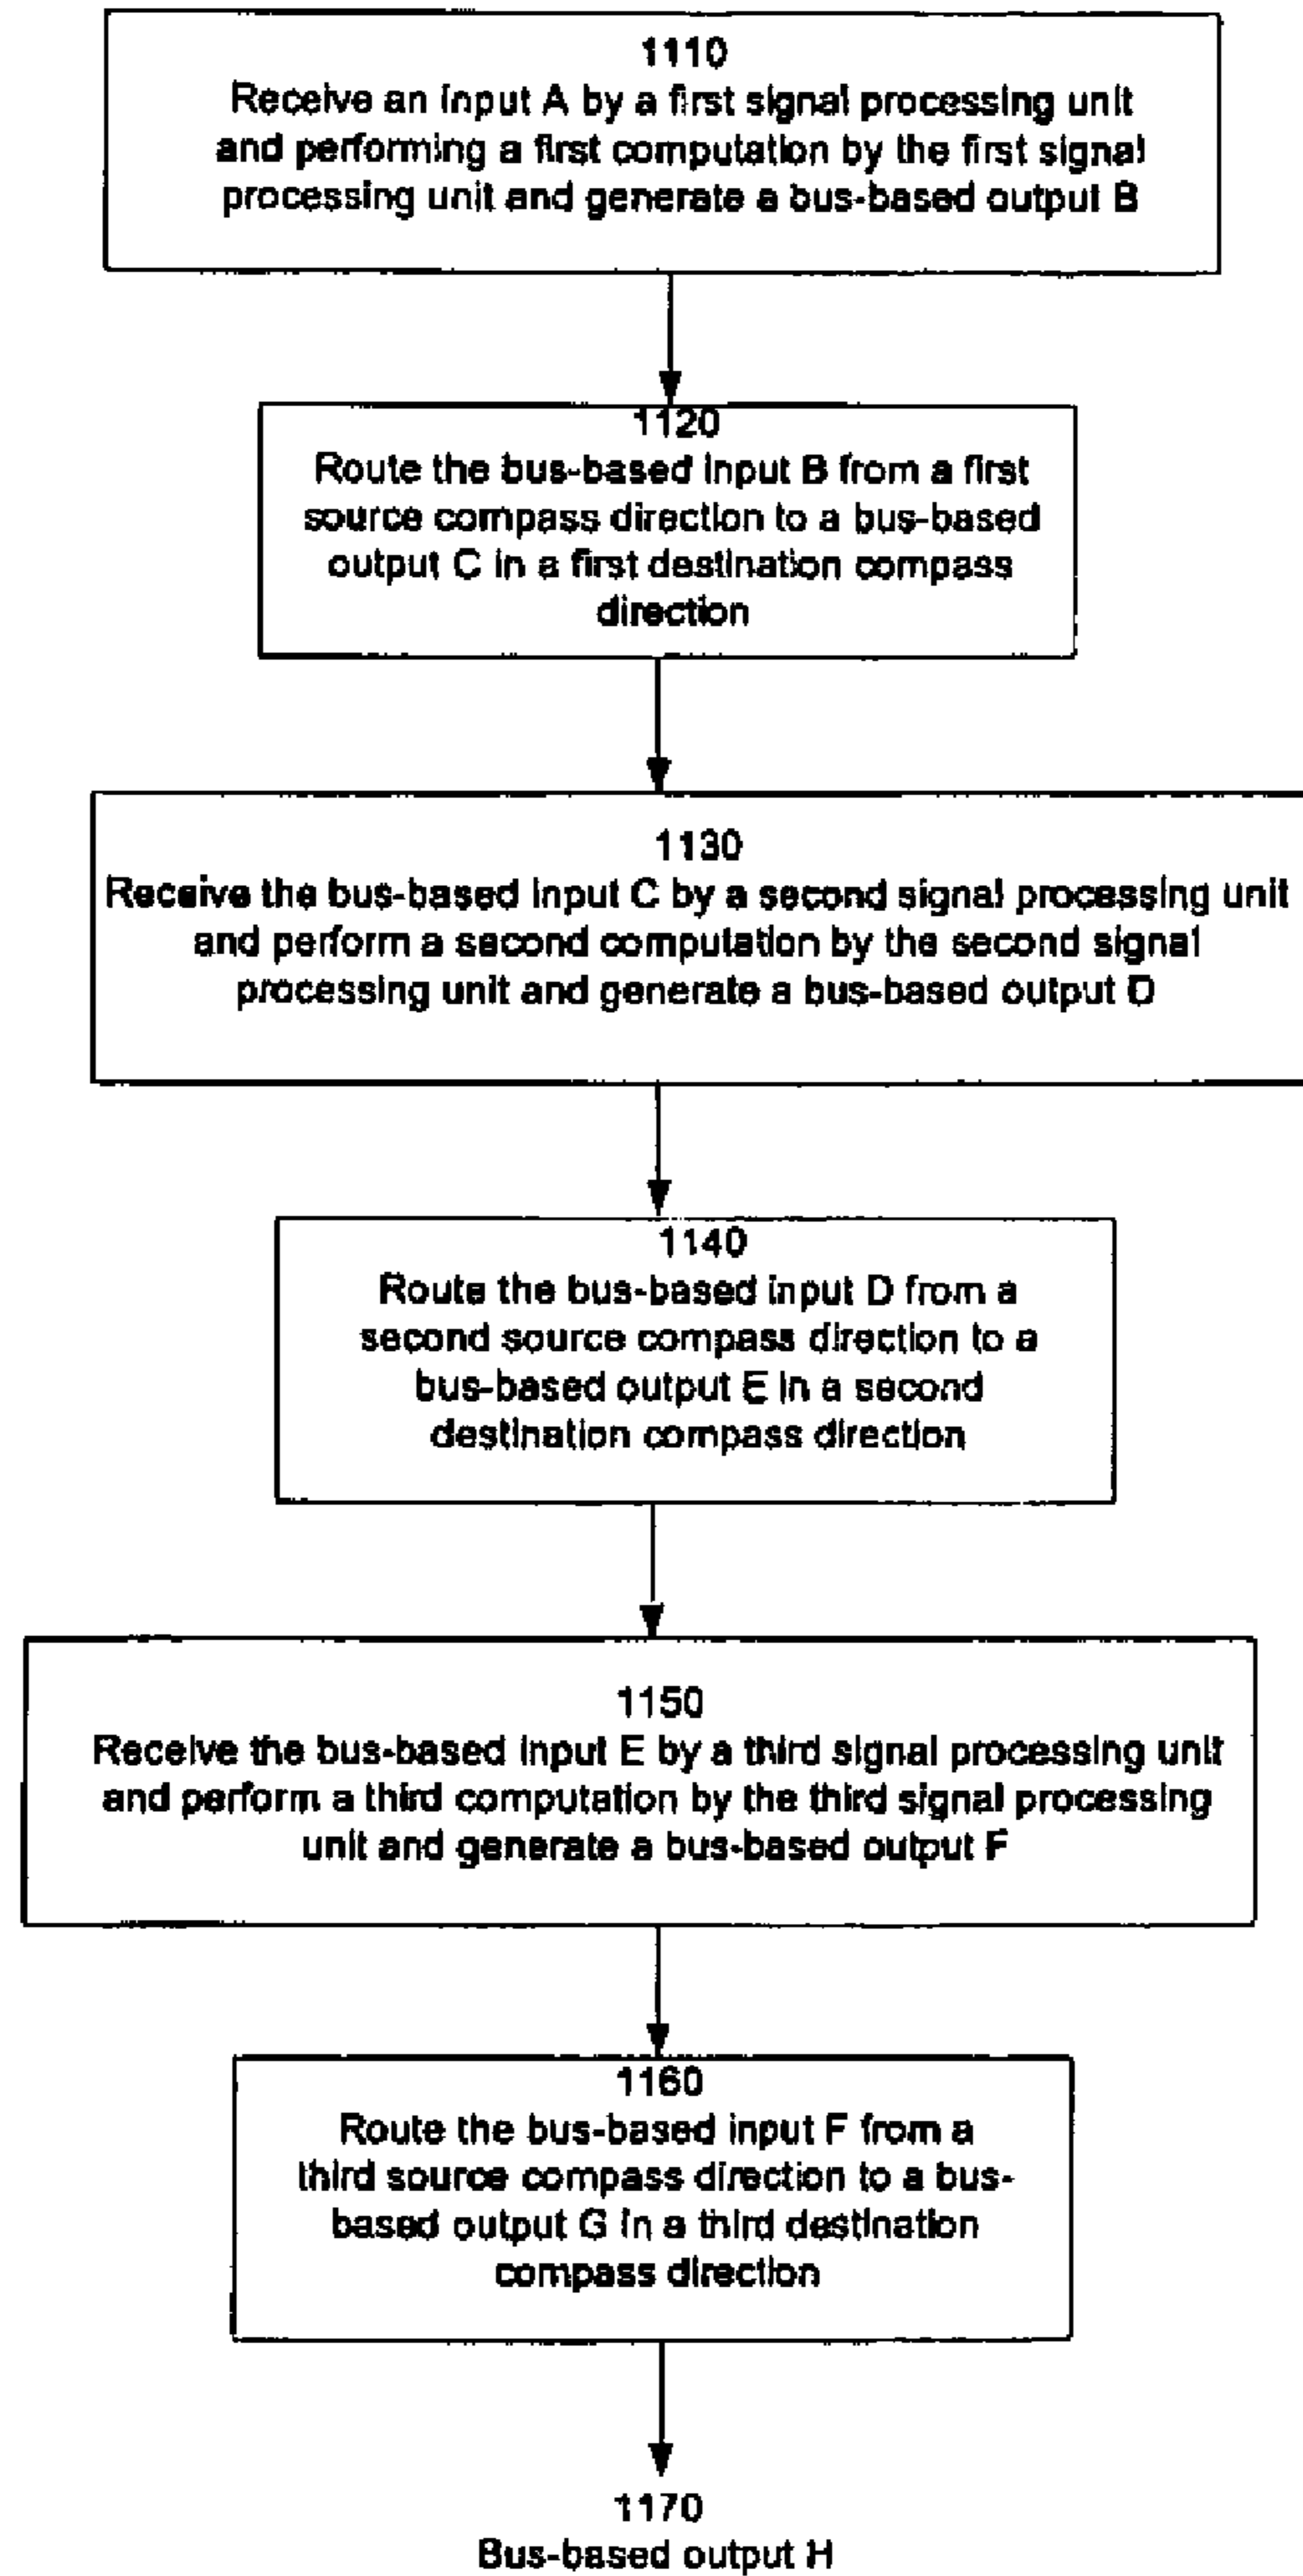 1110
Receive an input A by a first signal processing unit
and performing a first computation by the first signal
processing unit and generate a bus-based output B
1120
Route the bus-based input B from a first
source compass direction to a bus-based
output C in a first destination compass
direction
1130
Receive the bus-based input C by a second signal processing unit
and perform a second computation by the second signal
processing unit and generate a bus-based output D
1140
Route the bus-based input D from a
second source compass direction to a
bus-based output E in a second
destination compass direction
1150
Receive the bus-based input E by a third signal processing unit
and perform a third computation by the third signal processing
unit and generate a bus-based output F
1160
Route the bus-based input F from a
third source compass direction to a bus-
based output G in a third destination
compass direction
1170
Bus-based output H